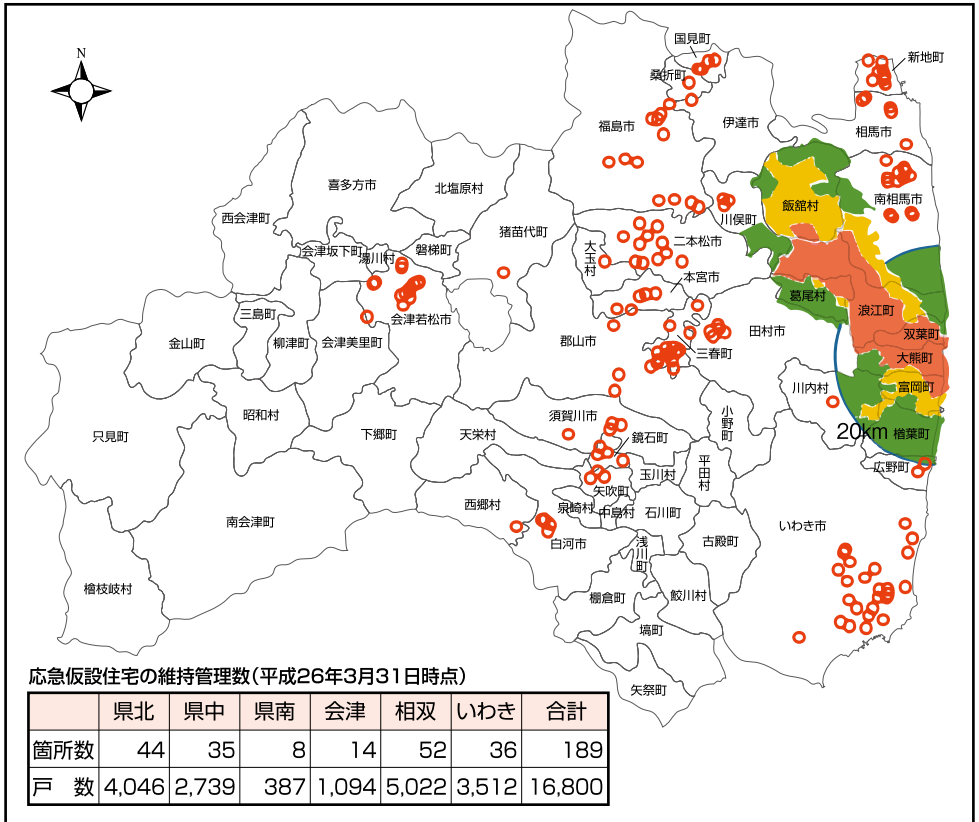 N
国見町
新地町
桑折町
福島市
伊達市
相馬市
喜多方市
北塩原村
飯舘村
南相馬市
西会津町
川俣町
猪苗代町
会津坂下町
湯川村
磐梯町
大玉村
二本松市
本宮市
葛尾村
浪江町
三島町
会津若松市
双葉町
金山町
柳津町
会津美里町
郡山市
三春町
田村市
大熊町
川内村
富岡町
昭和村
須賀川市
小野町
只見町
下郷町
天栄村
鏡石町
20km
楢葉町
玉川村
平田村
広野町
矢吹町
西郷村
泉崎村
中島村
石川町
南会津町
いわき市
白河市
浅川町
古殿町
檜枝岐村
棚倉町
鮫川村
塙町
矢祭町
応急仮設住宅の維持管理数(平成26年3月31日時点)
県北 県中 県南 会津 相双 いわき 合計
箇所数 44 35 8 14 52 36 189
戸 数 4,046 2,739 387 1,094 5,022 3,512 16,800